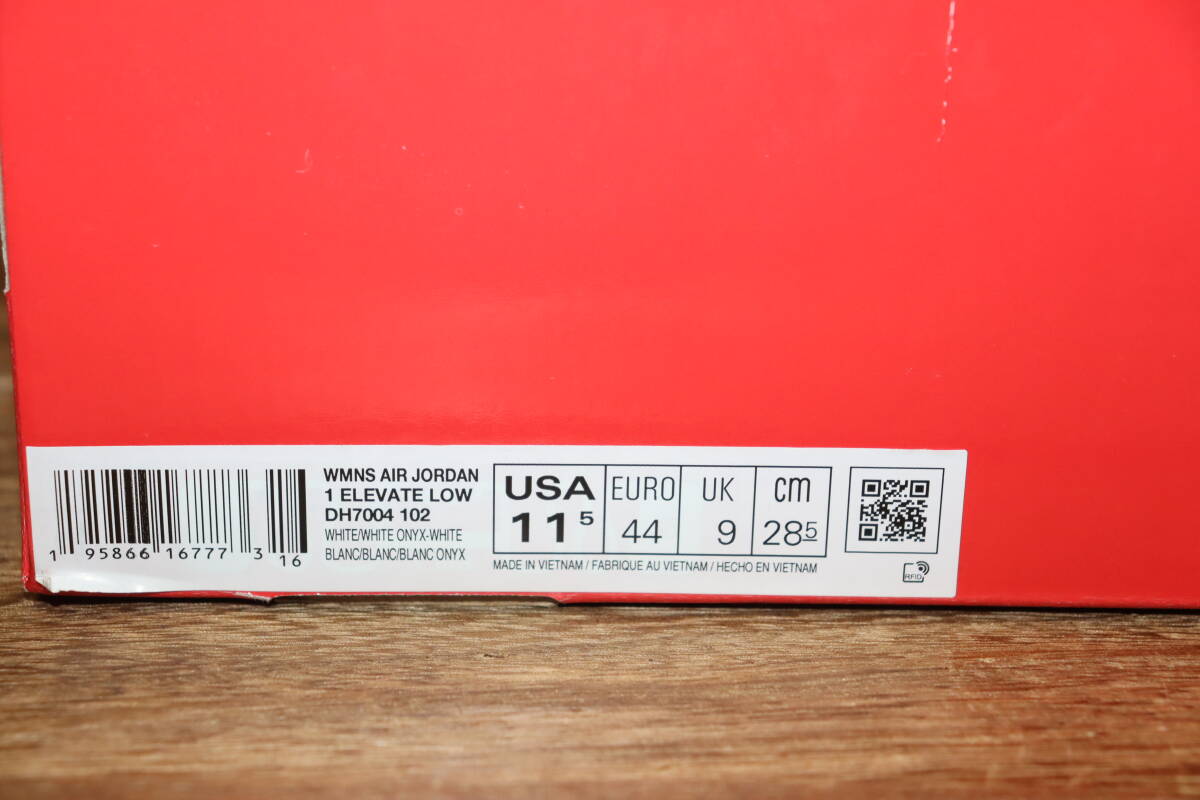 1 95866 16777 3 16
WMNS AIR JORDAN
1 ELEVATE LOW
DH7004 102
WHITE/WHITE ONYX-WHITE
BLANC/BLANC/BLANC ONYX
USA EURO UK cm
11 5 44 9 28 5
MADE IN VIETNAM / FABRIQUE AU VIETNAM / HECHO EN VIETNAM
RFID